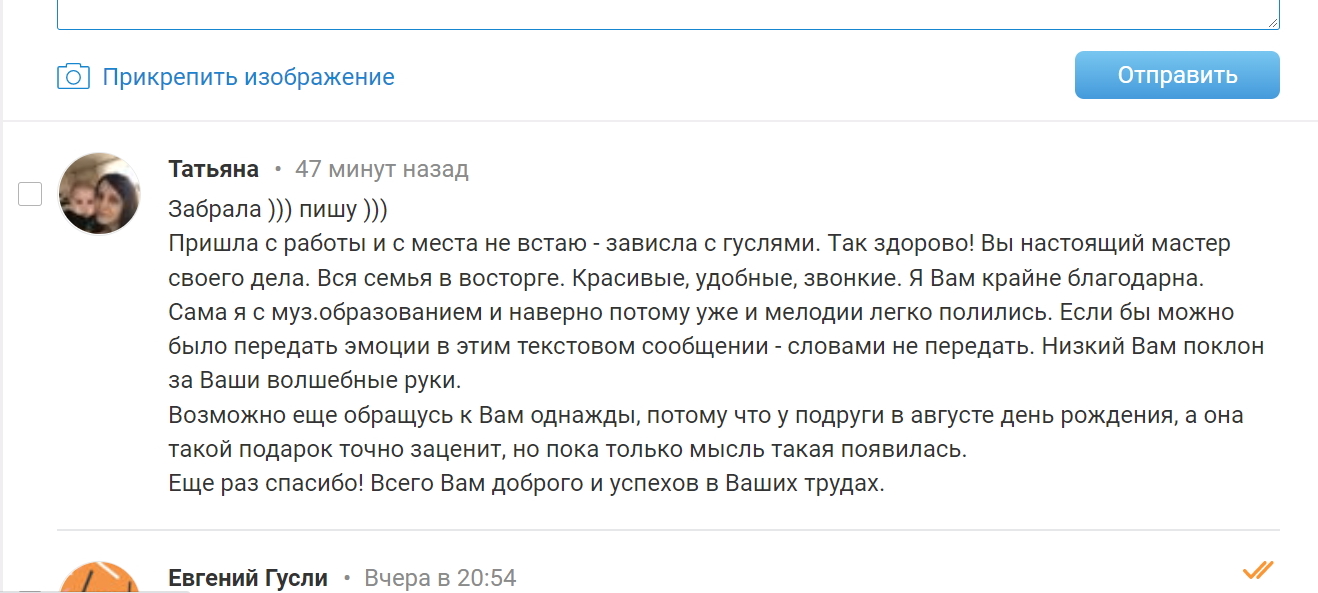 Прикрепить изображение
Отправить
Татьяна • 47 минут назад
Забрала ))) пишу )))
Пришла с работы и с места не встаю - зависла с гуслями. Так здорово! Вы настоящий мастер
своего дела. Вся семья в восторге. Красивые, удобные, звонкие. Я Вам крайне благодарна.
Сама я с муз.образованием и наверно потому уже и мелодии легко полились. Если бы можно
было передать эмоции в этим текстовом сообщении - словами не передать. Низкий Вам поклон
за Ваши волшебные руки.
Возможно еще обращусь к Вам однажды, потому что у подруги в августе день рождения, а она
такой подарок точно заценит, но пока только мысль такая появилась.
Еще раз спасибо! Всего Вам доброго и успехов в Ваших трудах.
Евгений Гусли • Вчера в 20:54